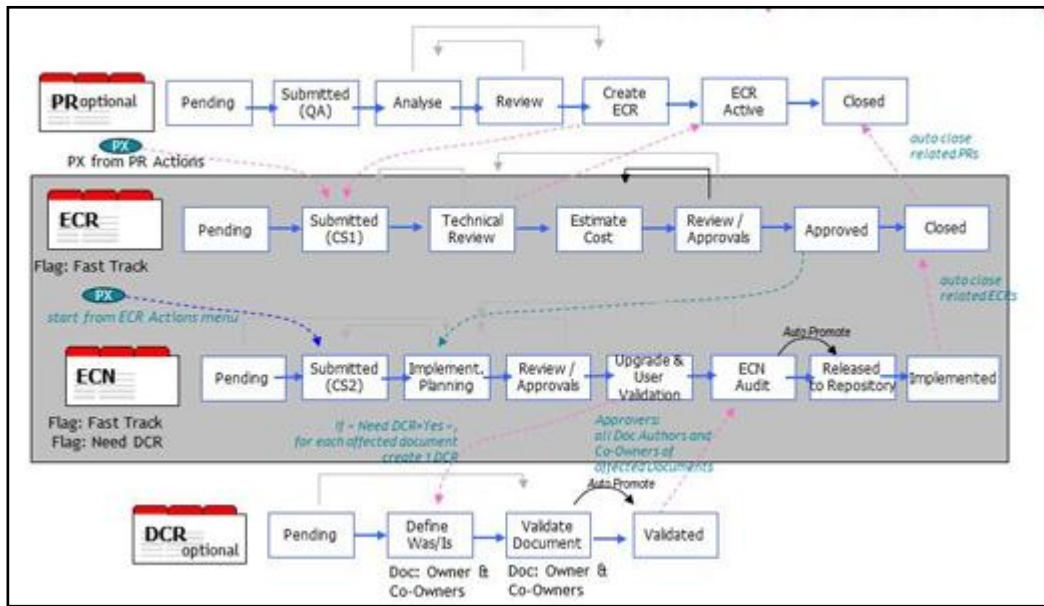 PR optional
Pending
Submitted
(QA)
Analyse
Review
Create
ECR
ECR
Active
Closed
PX
PX from PR Actions
auto close
related PRs
ECR
Flag: Fast Track
Pending
Submitted
(CS1)
Technical
Review
Estimate
Cost
Review /
Approvals
Approved
Closed
PX
start from ECR Actions menu
auto close
related ECRs
ECN
Flag: Fast Track
Flag: Need DCR
Pending
Submitted
(CS2)
Implement.
Planning
Review /
Approvals
Upgrade &
User
Validation
ECN
Audit
Auto Promote
Released
to Repository
Implemented
If « Need DCR=Yes »,
for each affected document
create 1 DCR
Approvers:
all Doc Authors and
Co-Owners of
affected Documents
Auto Promote
DCR
optional
Pending
Define
Was/Is
Validate
Document
Validated
Doc: Owner &
Co-Owners
Doc: Owner &
Co-Owners